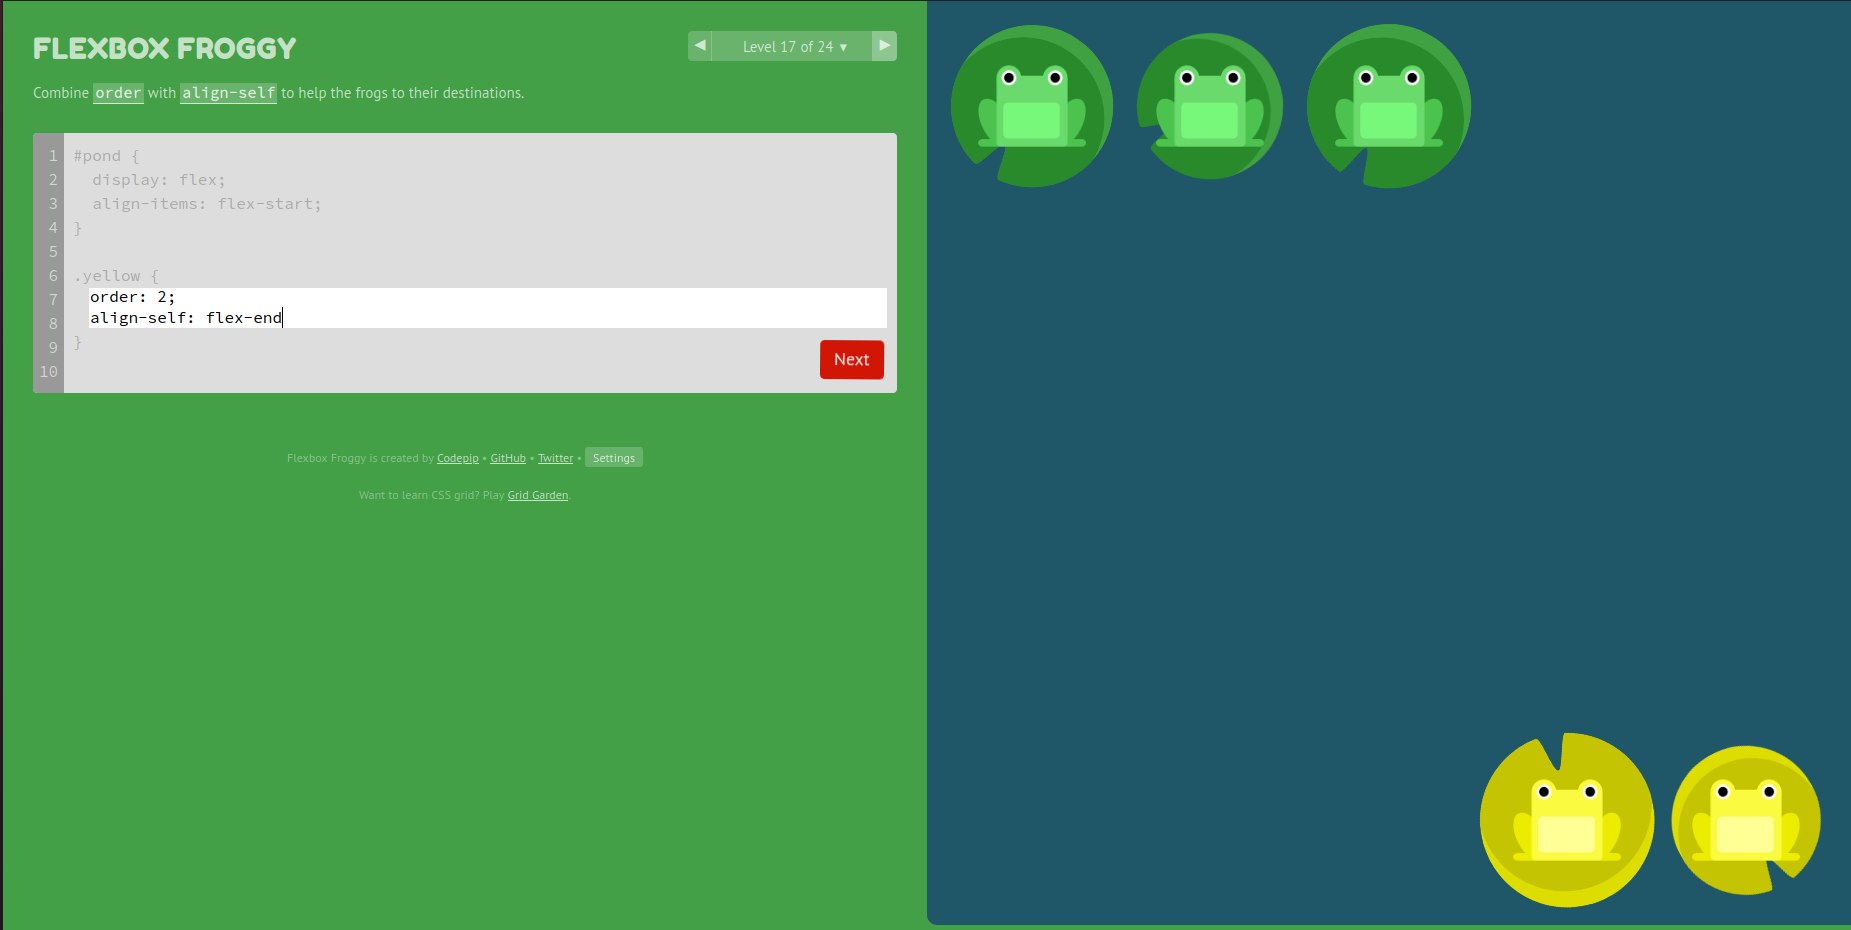 FLEXBOX FROGGY
◀ Level 17 of 24 ▾ ▶
Combine order with align-self to help the frogs to their destinations.
1 #pond {
2 display: flex;
3 align-items: flex-start;
4 }
5
6 .yellow {
7 order: 2;
8 align-self: flex-end
9 }
10
Next
Flexbox Froggy is created by Codepip • GitHub • Twitter • Settings
Want to learn CSS grid? Play Grid Garden.